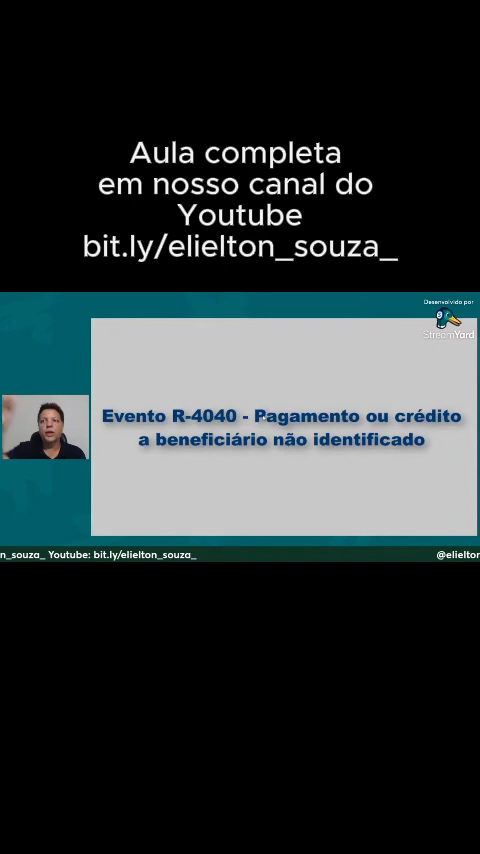 Aula completa
em nosso canal do
Youtube
bit.ly/elielton_souza_
Desenvolvido por
StreamYard
Evento R-4040 - Pagamento ou crédito
a beneficiário não identificado
n_souza_ Youtube: bit.ly/elielton_souza_
@elielton